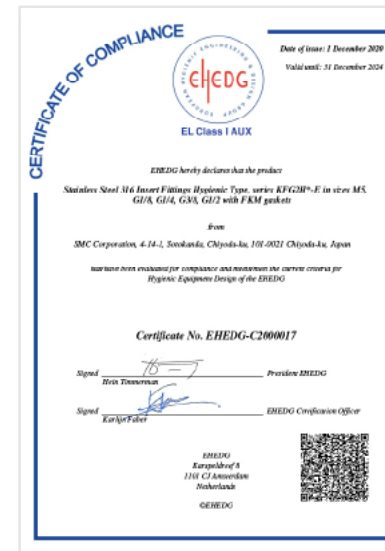 CERTIFICATE OF COMPLIANCE
Date of issue: 1 December 2020
Valid until: 31 December 2024
EHEDG
EL Class I AUX
EHEDG hereby declares that the product
Stainless Steel 316 Insert Fittings Hygienic Type, series KFG2H*-E in sizes M5,
G1/8, G1/4, G3/8, G1/2 with FKM gaskets
from
SMC Corporation, 4-14-1, Sotokanda, Chiyoda-ku, 101-0021 Chiyoda-ku, Japan
have been evaluated for compliance and the current criteria for
Hygienic Equipment Design of the EHEDG
Certificate No. EHEDG-C2000017
Signed President EHEDG
Hein Timmerman
Signed EHEDG Certification Officer
Karlijn Faber
EHEDG
Karspeldreef 8
1101 CJ Amsterdam
Netherlands
©EHEDG